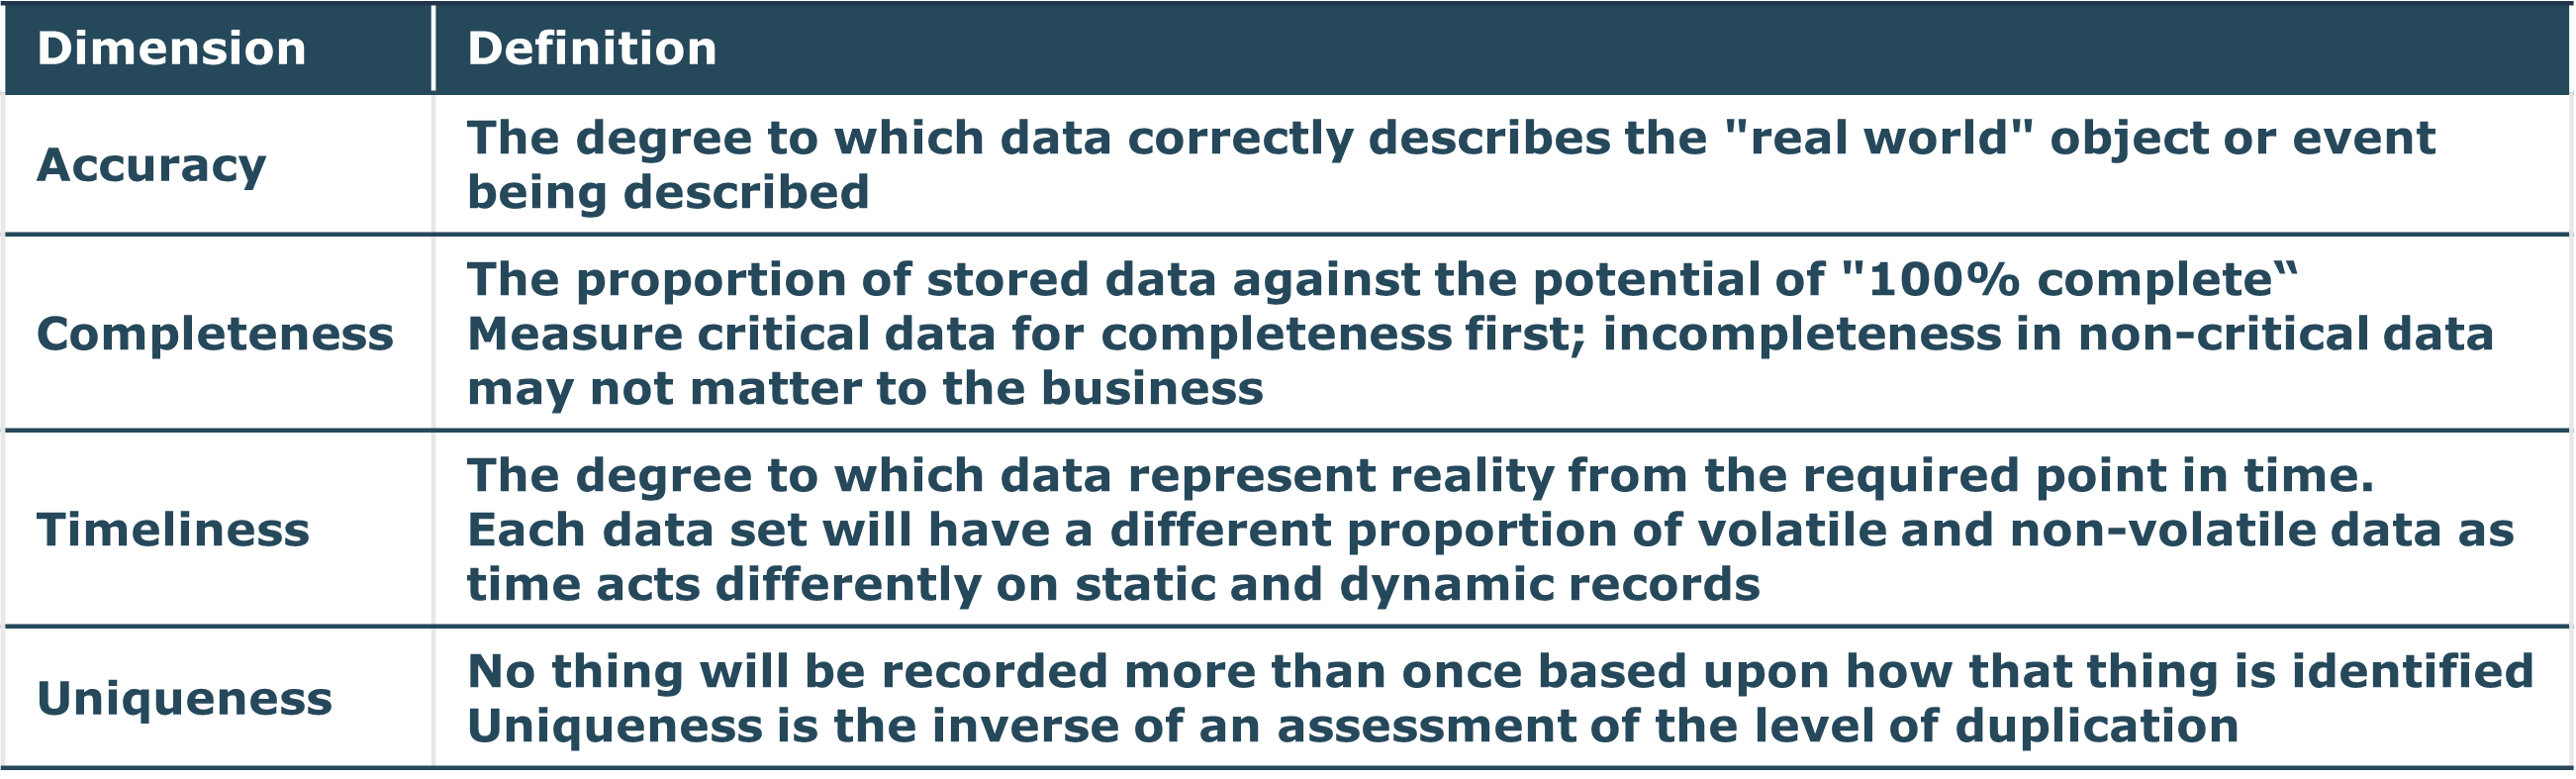 Dimension
Definition
Accuracy
The degree to which data correctly describes the "real world" object or event
being described
Completeness
The proportion of stored data against the potential of "100% complete“
Measure critical data for completeness first; incompleteness in non-critical data
may not matter to the business
Timeliness
The degree to which data represent reality from the required point in time.
Each data set will have a different proportion of volatile and non-volatile data as
time acts differently on static and dynamic records
Uniqueness
No thing will be recorded more than once based upon how that thing is identified
Uniqueness is the inverse of an assessment of the level of duplication